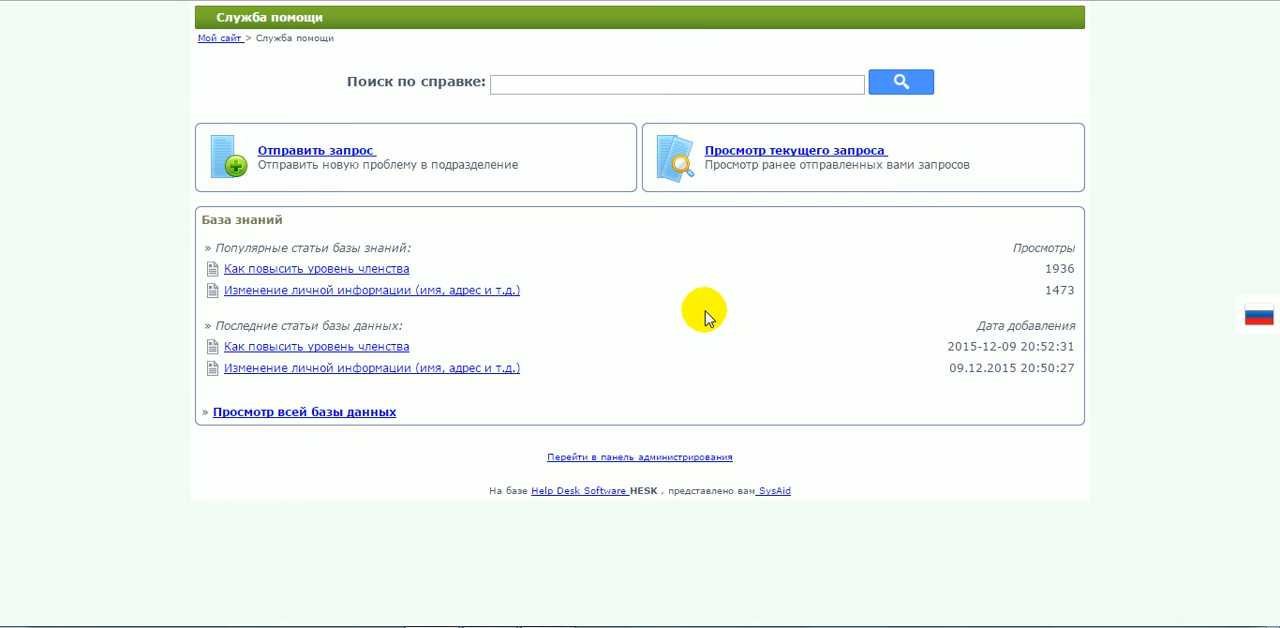 Служба помощи
Мой сайт > Служба помощи
Поиск по справке:
Отправить запрос
Отправить новую проблему в подразделение
Просмотр текущего запроса
Просмотр ранее отправленных вами запросов
База знаний
» Популярные статьи базы знаний: Просмотры
Как повысить уровень членства 1936
Изменение личной информации (имя, адрес и т.д.) 1473
» Последние статьи базы данных: Дата добавления
Как повысить уровень членства 2015-12-09 20:52:31
Изменение личной информации (имя, адрес и т.д.) 09.12.2015 20:50:27
» Просмотр всей базы данных
Перейти в панель администрирования
На базе Help Desk Software HESK , представлено вам SysAid